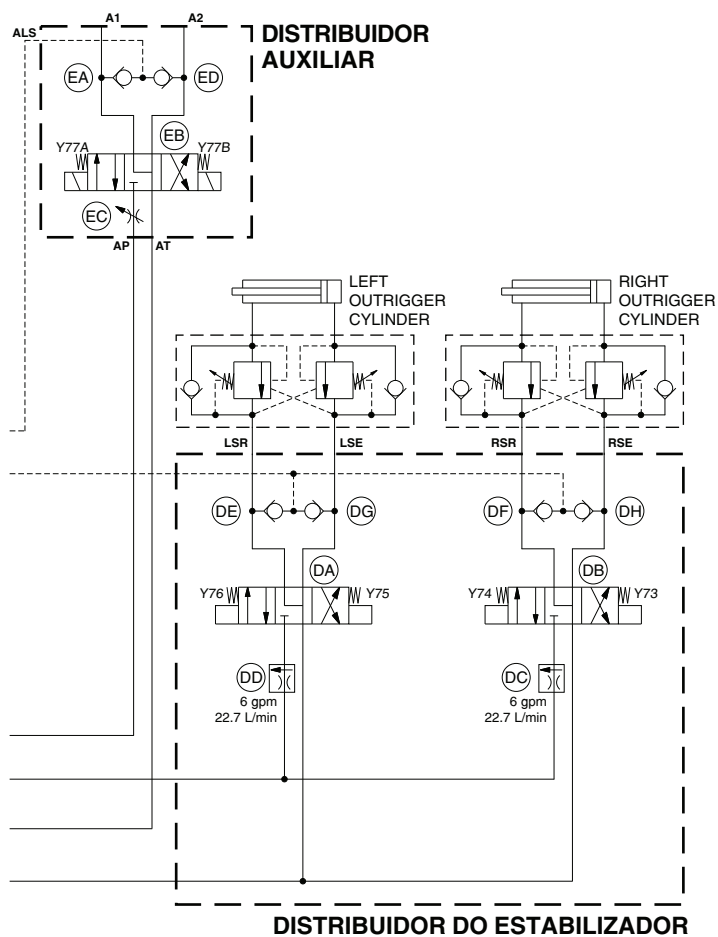 A1
A2
ALS
DISTRIBUIDOR
AUXILIAR
EA
ED
EB
Y77A
Y77B
EC
AP
AT
LEFT
OUTRIGGER
CYLINDER
RIGHT
OUTRIGGER
CYLINDER
LSR
LSE
RSR
RSE
DE
DG
DF
DH
DA
DB
Y76
Y75
Y74
Y73
DD
6 gpm
22.7 L/min
DC
6 gpm
22.7 L/min
DISTRIBUIDOR DO ESTABILIZADOR